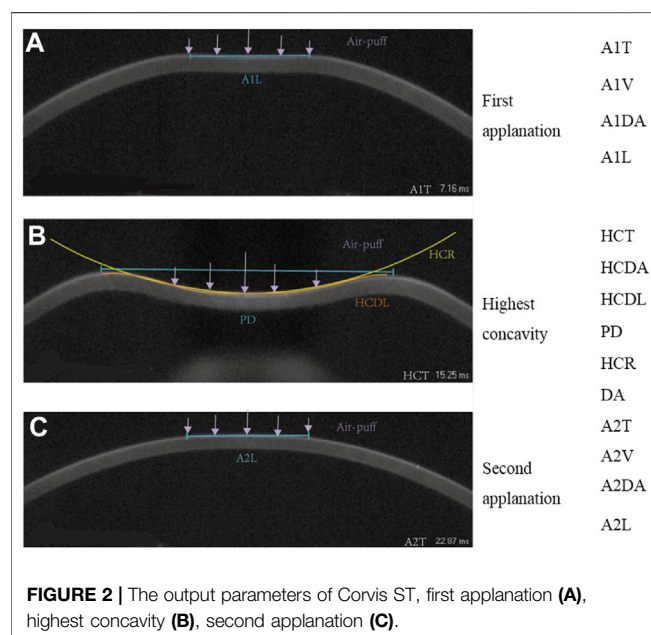 A
Air-puff
A1L
A1T 7.16 ms
First
applanation
A1T
A1V
A1DA
A1L
B
Air-puff
HCR
HCDL
PD
HCT 15.25 ms
Highest
concavity
HCT
HCDA
HCDL
PD
HCR
DA
C
Air-puff
A2L
A2T 22.87 ms
Second
applanation
A2T
A2V
A2DA
A2L
FIGURE 2 | The output parameters of Corvis ST, first applanation (A),
highest concavity (B), second applanation (C).